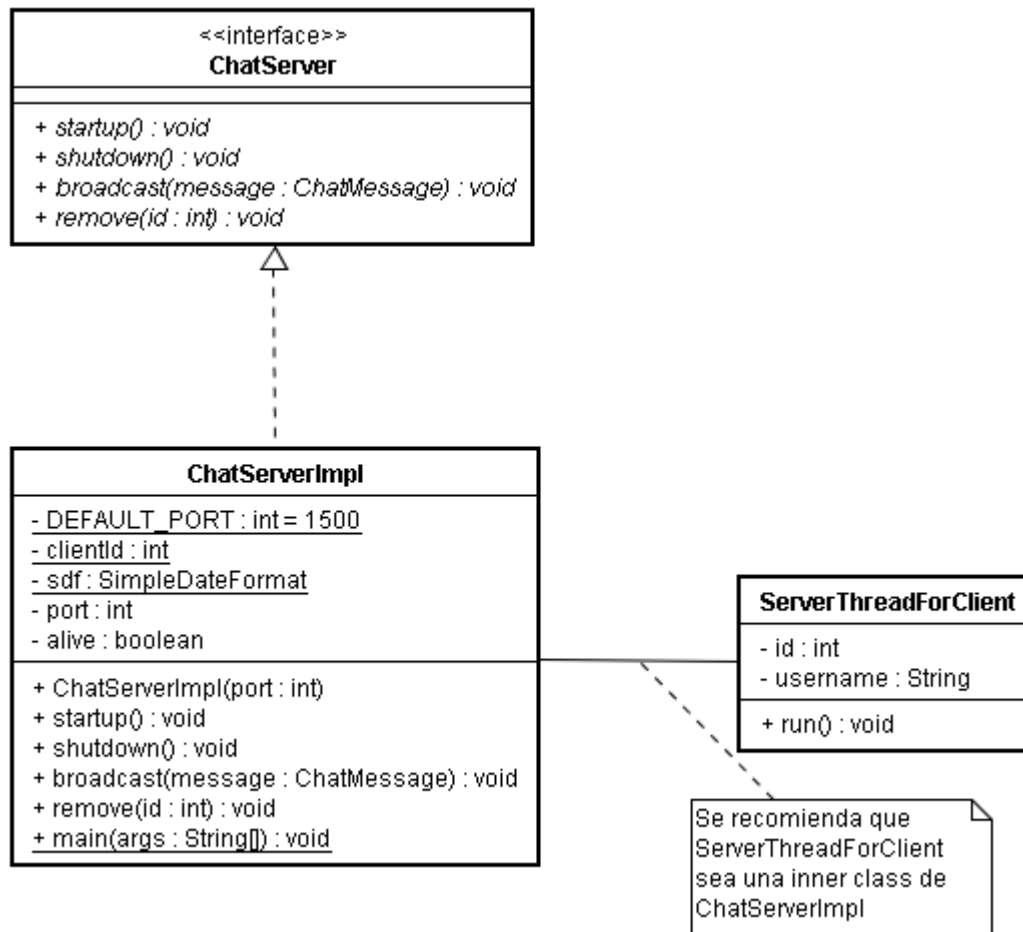 <<interface>>
ChatServer
+ startup() : void
+ shutdown() : void
+ broadcast(message : ChatMessage) : void
+ remove(id : int) : void
ChatServerImpl
- DEFAULT_PORT : int = 1500
- clientId : int
- sdf : SimpleDateFormat
- port : int
- alive : boolean
+ ChatServerImpl(port : int)
+ startup() : void
+ shutdown() : void
+ broadcast(message : ChatMessage) : void
+ remove(id : int) : void
+ main(args : String[]) : void
ServerThreadForClient
- id : int
- username : String
+ run() : void
Se recomienda que
ServerThreadForClient
sea una inner class de
ChatServerImpl